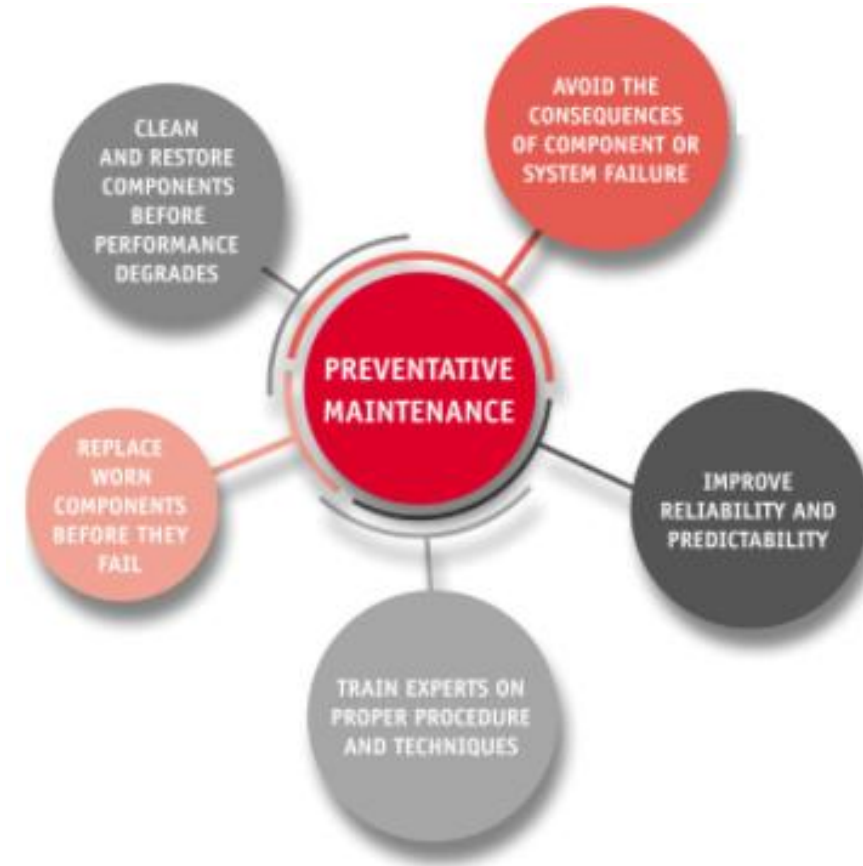 CLEAN
AND RESTORE
COMPONENTS
BEFORE
PERFORMANCE
DEGRADES
AVOID THE
CONSEQUENCES
OF COMPONENT OR
SYSTEM FAILURE
PREVENTATIVE
MAINTENANCE
REPLACE
WORN
COMPONENTS
BEFORE THEY
FAIL
IMPROVE
RELIABILITY AND
PREDICTABILITY
TRAIN EXPERTS ON
PROPER PROCEDURE
AND TECHNIQUES